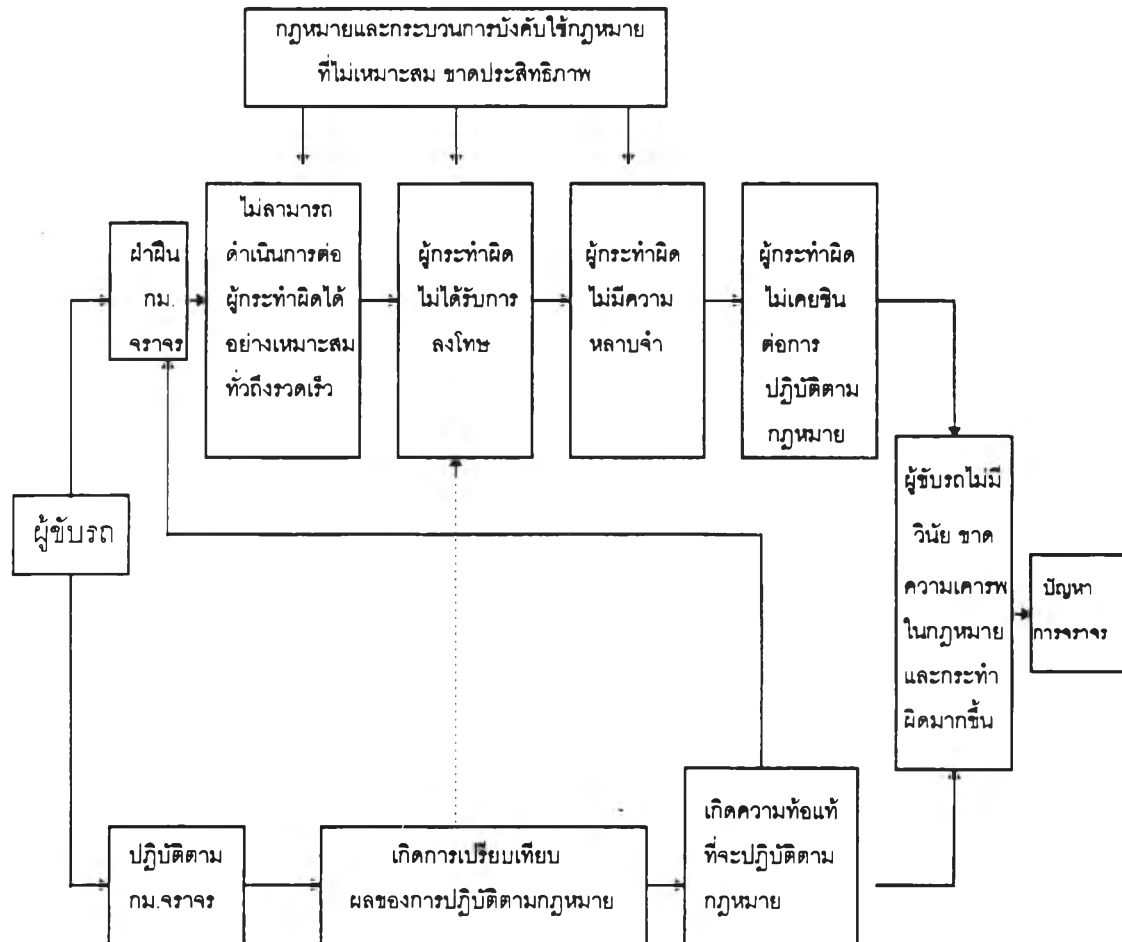 กฎหมายและกระบวนการบังคับใช้กฎหมาย
ที่ไม่เหมาะสม ขาดประสิทธิภาพ
ฝ่าฝืน
กม.
จราจร
ไม่สามารถ
ดำเนินการต่อ
ผู้กระทำผิดได้
อย่างเหมาะสม
ทั่วถึงรวดเร็ว
ผู้กระทำผิด
ไม่ได้รับการ
ลงโทษ
ผู้กระทำผิด
ไม่มีความ
หลาบจำ
ผู้กระทำผิด
ไม่เคยชิน
ต่อการ
ปฏิบัติตาม
กฎหมาย
ผู้ขับรถ
ผู้ขับรถไม่มี
วินัย ขาด
ความเคารพ
ในกฎหมาย
และกระทำ
ผิดมากขึ้น
ปัญหา
การจราจร
ปฏิบัติตาม
กม.จราจร
เกิดการเปรียบเทียบ
ผลของการปฏิบัติตามกฎหมาย
เกิดความท้อแท้
ที่จะปฏิบัติตาม
กฎหมาย